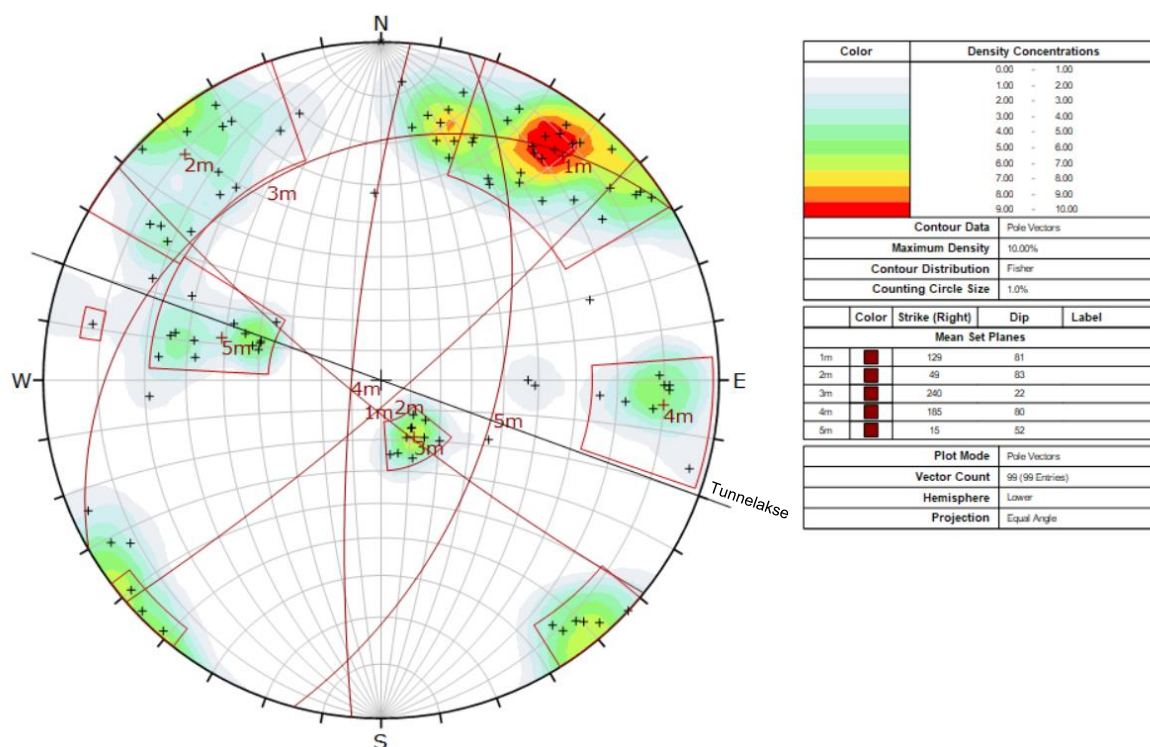 N
2m
3m
1m
W
5m
4m
E
1m
2m
3m
5m
4m
Tunnelakse
S
Color Density Concentrations
0.00 - 1.00
1.00 - 2.00
2.00 - 3.00
3.00 - 4.00
4.00 - 5.00
5.00 - 6.00
6.00 - 7.00
7.00 - 8.00
8.00 - 9.00
9.00 - 10.00
Contour Data Pole Vectors
Maximum Density 10.00%
Contour Distribution Fisher
Counting Circle Size 1.0%
Color Strike (Right) Dip Label
Mean Set Planes
1m 129 81
2m 49 83
3m 240 22
4m 185 80
5m 15 52
Plot Mode Pole Vectors
Vector Count 99 (99 Entries)
Hemisphere Lower
Projection Equal Angle